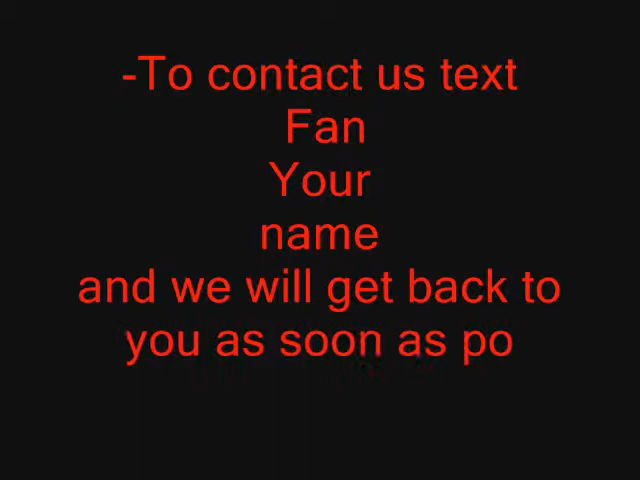 -To contact us text
Fan
Your
name
and we will get back to
you as soon as po